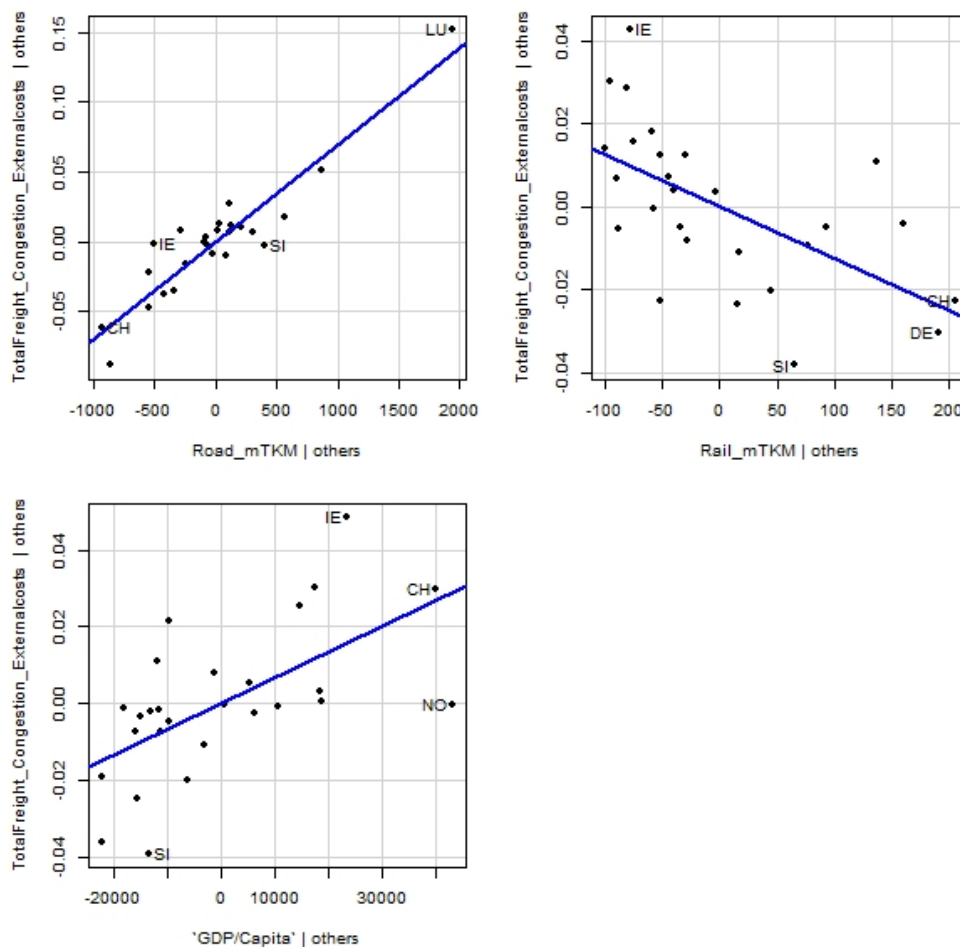 TotalFreight_Congestion_Externalcosts | others
0.15
0.10
0.05
0.00
-0.05
LU
IE
SI
CH
-1000 -500 0 500 1000 1500 2000
Road_mTKM | others
TotalFreight_Congestion_Externalcosts | others
0.04
0.02
0.00
-0.02
-0.04
IE
CH
DE
SI
-100 -50 0 50 100 150 200
Rail_mTKM | others
TotalFreight_Congestion_Externalcosts | others
0.04
0.02
0.00
-0.02
-0.04
IE
CH
NO
SI
-20000 0 10000 30000
`GDP/Capita` | others